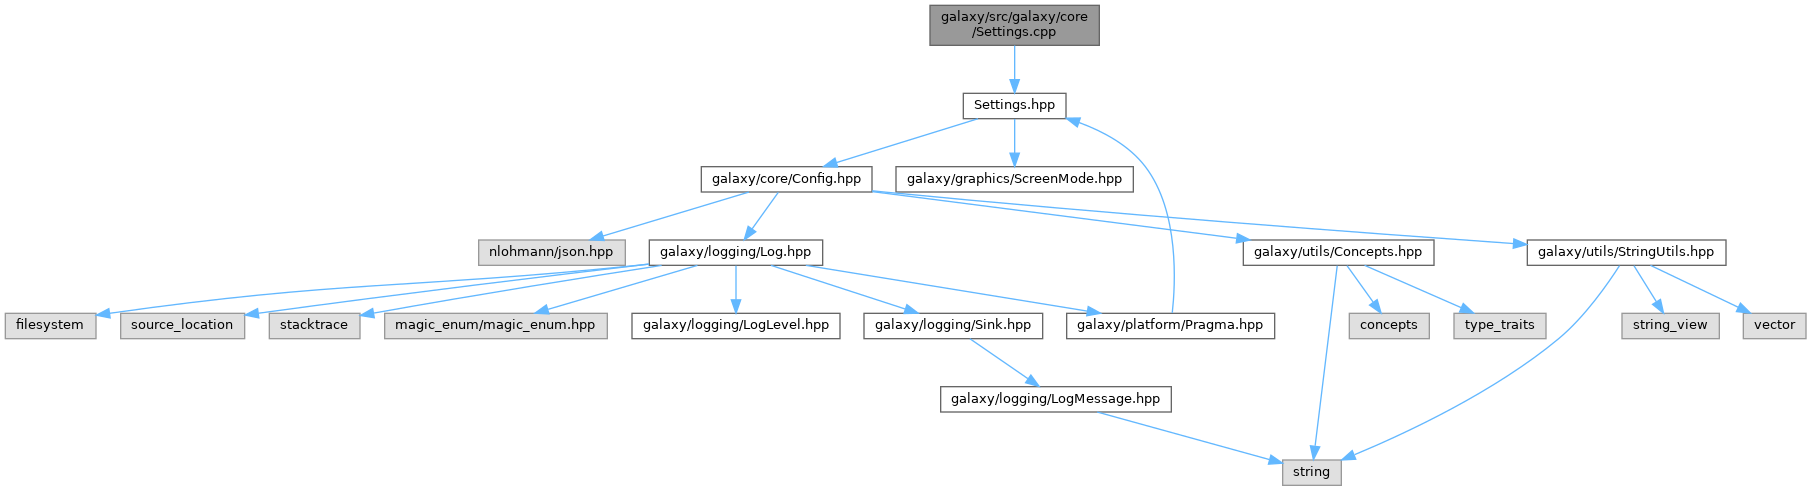 galaxy/src/galaxy/core
/Settings.cpp
Settings.hpp
galaxy/core/Config.hpp
galaxy/graphics/ScreenMode.hpp
nlohmann/json.hpp
galaxy/logging/Log.hpp
galaxy/utils/Concepts.hpp
galaxy/utils/StringUtils.hpp
filesystem
source_location
stacktrace
magic_enum/magic_enum.hpp
galaxy/logging/LogLevel.hpp
galaxy/logging/Sink.hpp
galaxy/platform/Pragma.hpp
concepts
type_traits
string_view
vector
galaxy/logging/LogMessage.hpp
string